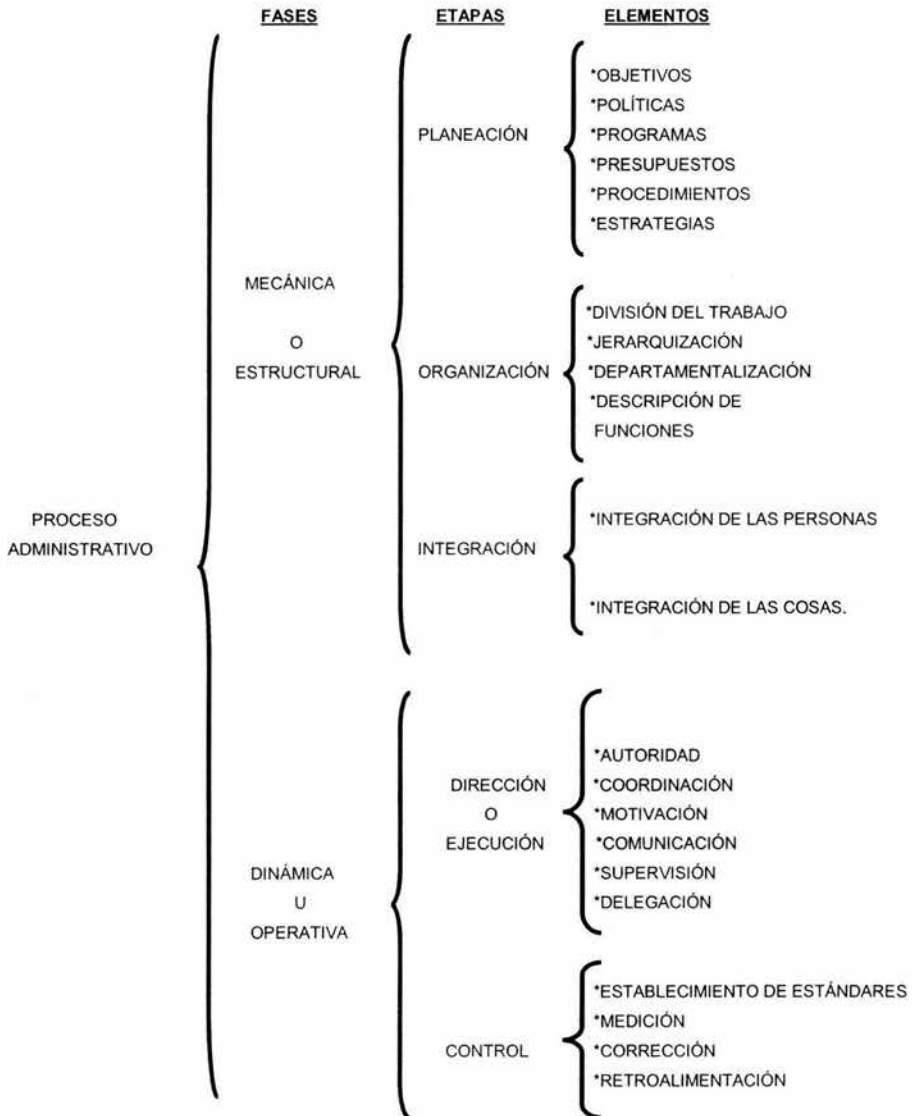 FASES ETAPAS ELEMENTOS
PROCESO
ADMINISTRATIVO
MECÁNICA
O
ESTRUCTURAL
PLANEACIÓN
*OBJETIVOS
*POLÍTICAS
*PROGRAMAS
*PRESUPUESTOS
*PROCEDIMIENTOS
*ESTRATEGIAS
ORGANIZACIÓN
*DIVISIÓN DEL TRABAJO
*JERARQUIZACIÓN
*DEPARTAMENTALIZACIÓN
*DESCRIPCIÓN DE
FUNCIONES
INTEGRACIÓN
*INTEGRACIÓN DE LAS PERSONAS
*INTEGRACIÓN DE LAS COSAS.
DINÁMICA
U
OPERATIVA
DIRECCIÓN
O
EJECUCIÓN
*AUTORIDAD
*COORDINACIÓN
*MOTIVACIÓN
*COMUNICACIÓN
*SUPERVISIÓN
*DELEGACIÓN
CONTROL
*ESTABLECIMIENTO DE ESTÁNDARES
*MEDICIÓN
*CORRECCIÓN
*RETROALIMENTACIÓN